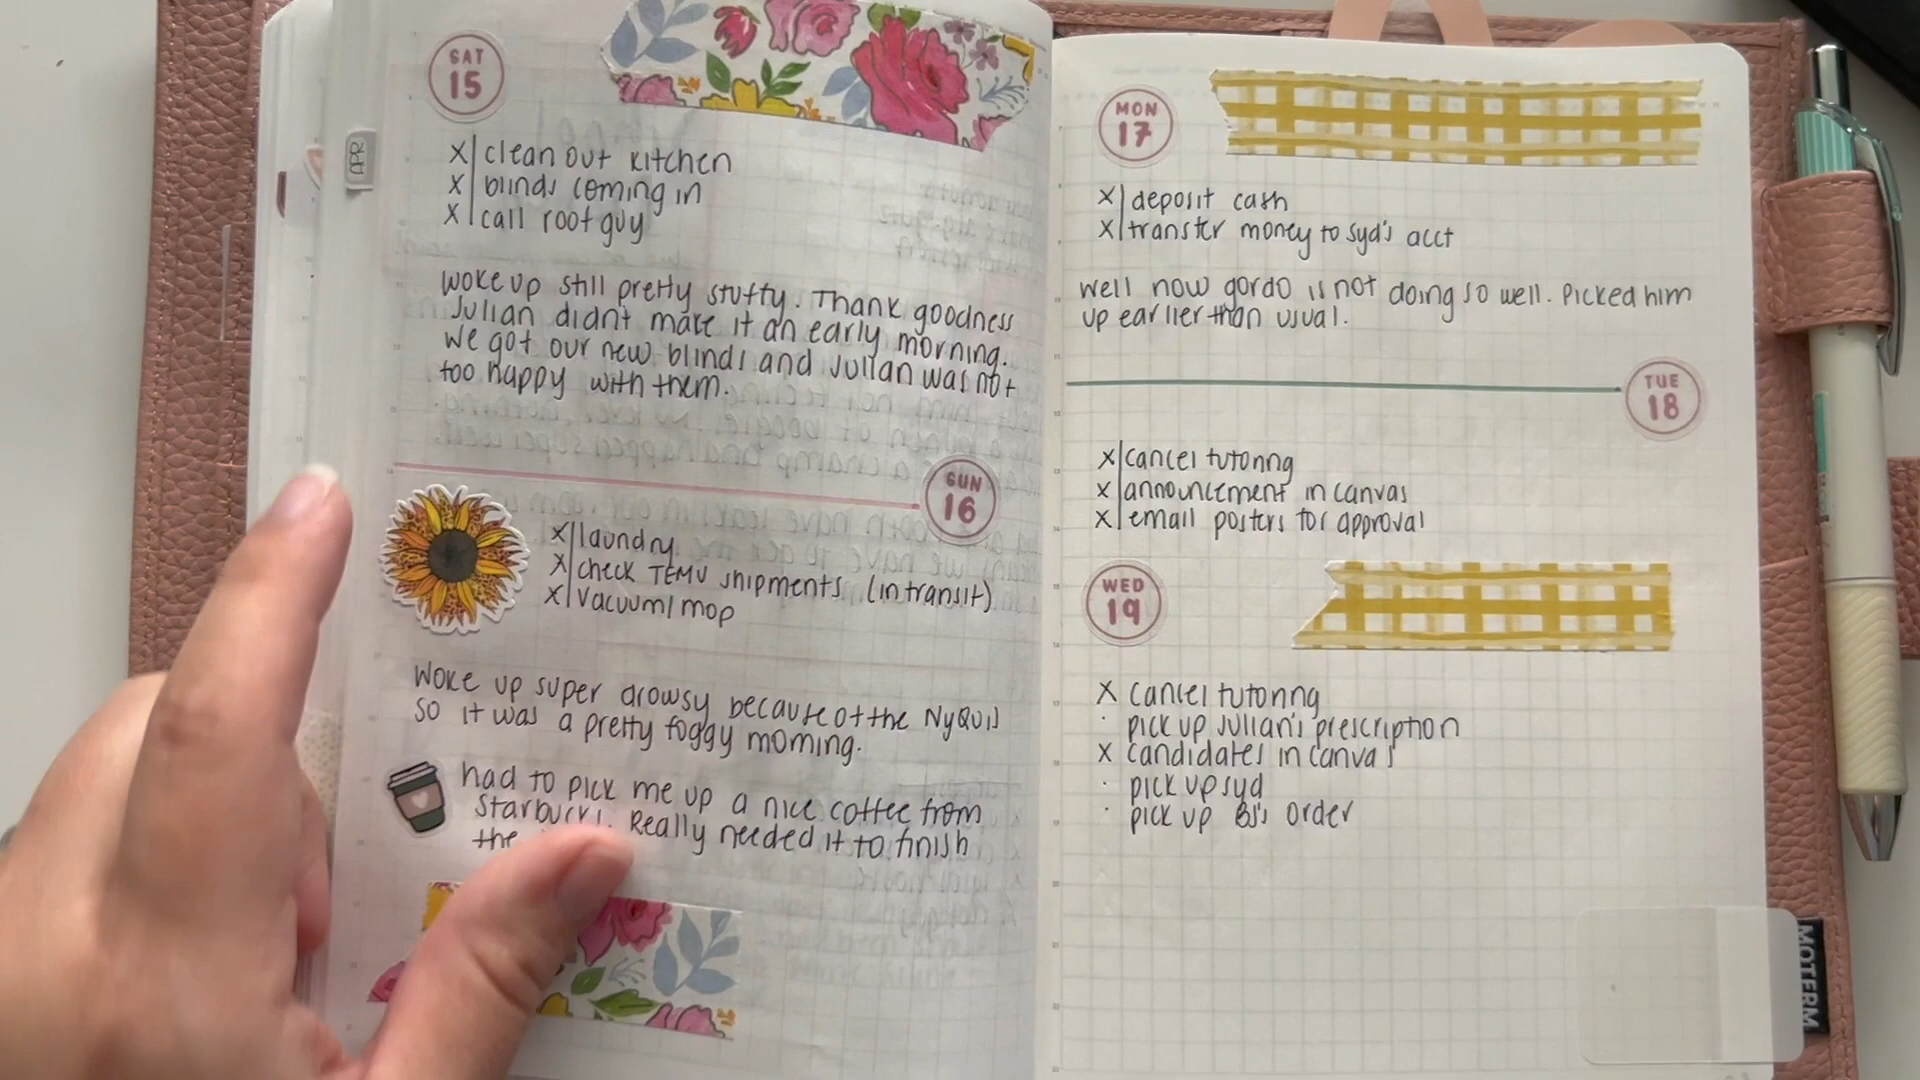 SAT
15
APR
X clean out kitchen
X blinds coming in
X call roof guy
woke up still pretty stuffy. Thank goodness
Julian didnt make it an early morning.
We got our new blinds and Julian was not
too happy with them.
SUN
16
X laundry
X check TEMU shipments (in transit)
X vacuum/mop
Woke up super drowsy because of the NyQuil
so it was a pretty foggy morning.
had to pick me up a nice coffee from
Starbucks. Really needed it to finish
the
MON
17
X deposit cash
X transfer money to syd's acct
Well now gordo is not doing so well. Picked him
up earlier than usual.
TUE
18
X cancel tutoring
X announcement in canvas
X email posters for approval
WED
19
X cancel tutoring
· pick up Julian's prescription
X candidates in canvas
· pick up syd
· pick up BJ's order
MOTERM